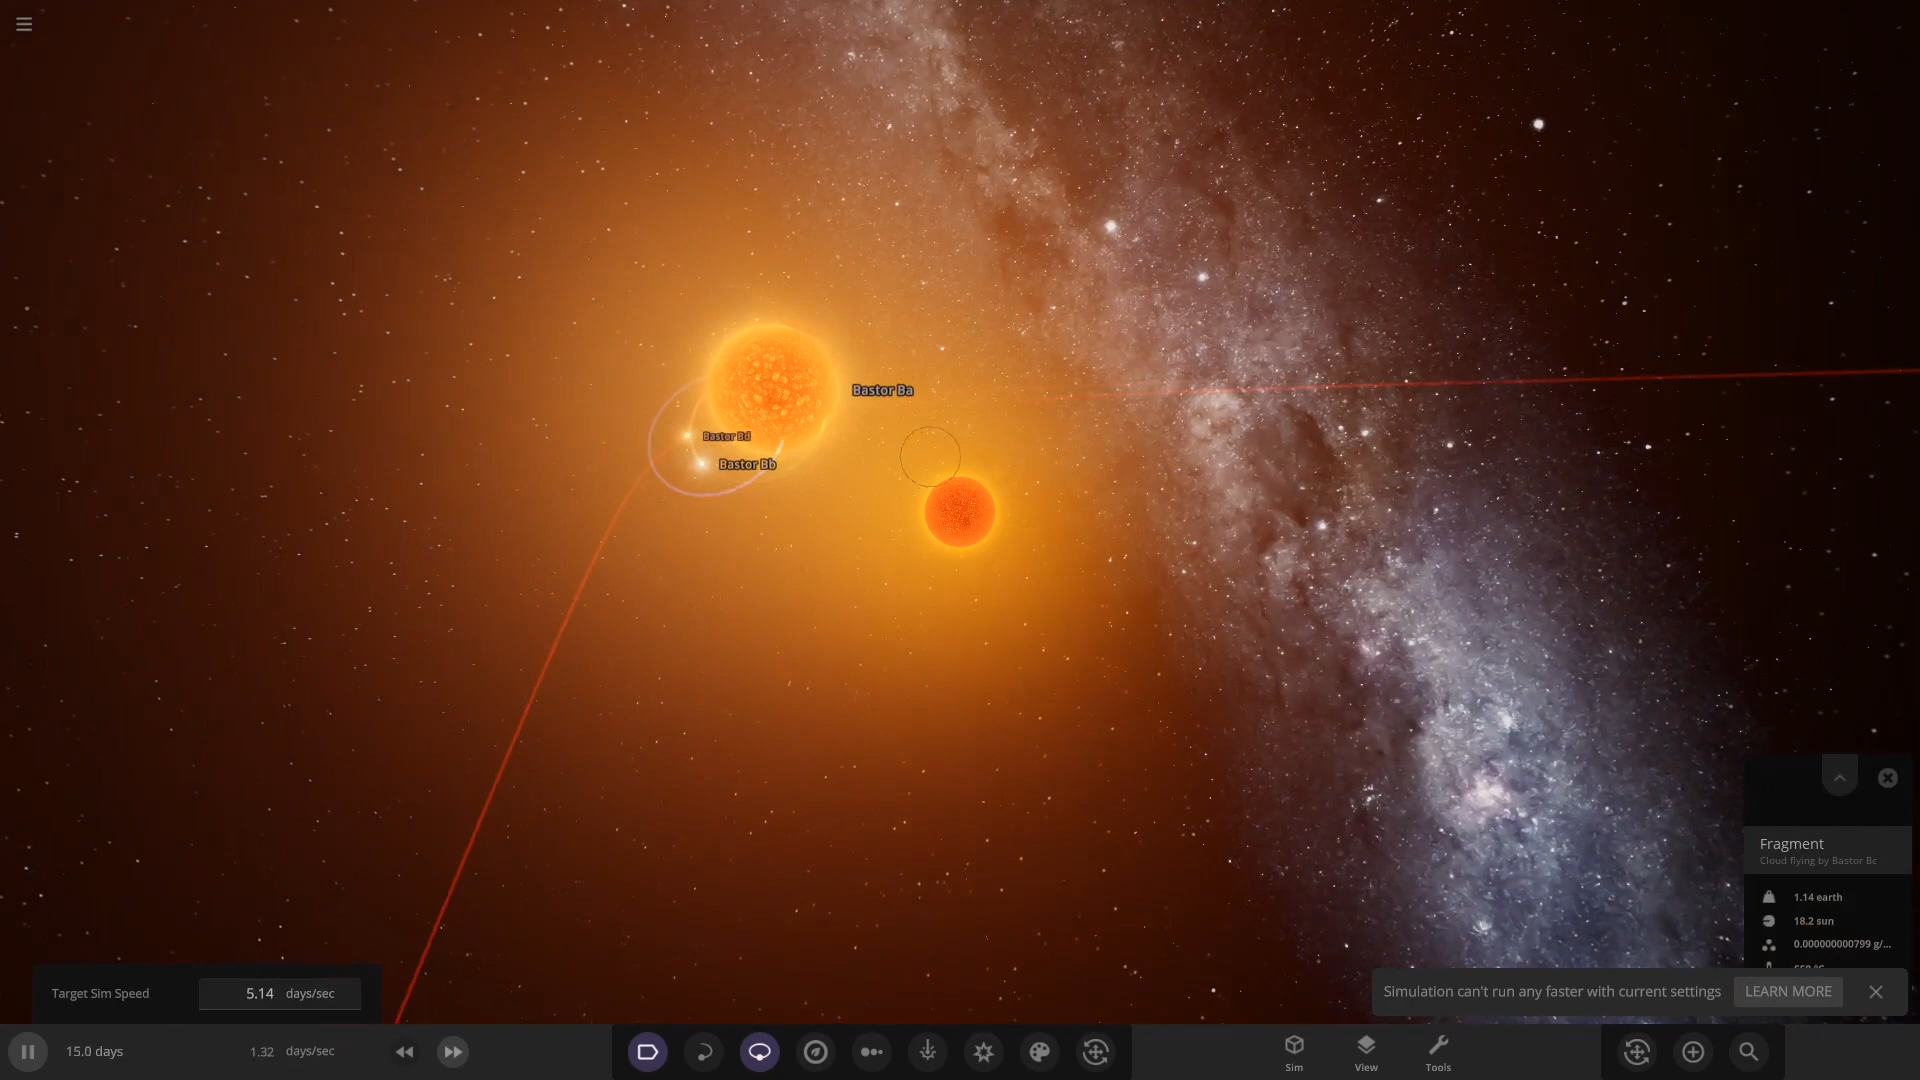 Bastor Ba
Bastor Bd
Bastor Bb
Fragment
Cloud flying by Bastor Bc
1.14 earth
18.2 sun
0.000000000799 g/...
Target Sim Speed
5.14 days/sec
Simulation can't run any faster with current settings
LEARN MORE
15.0 days
1.32 days/sec
Sim
View
Tools